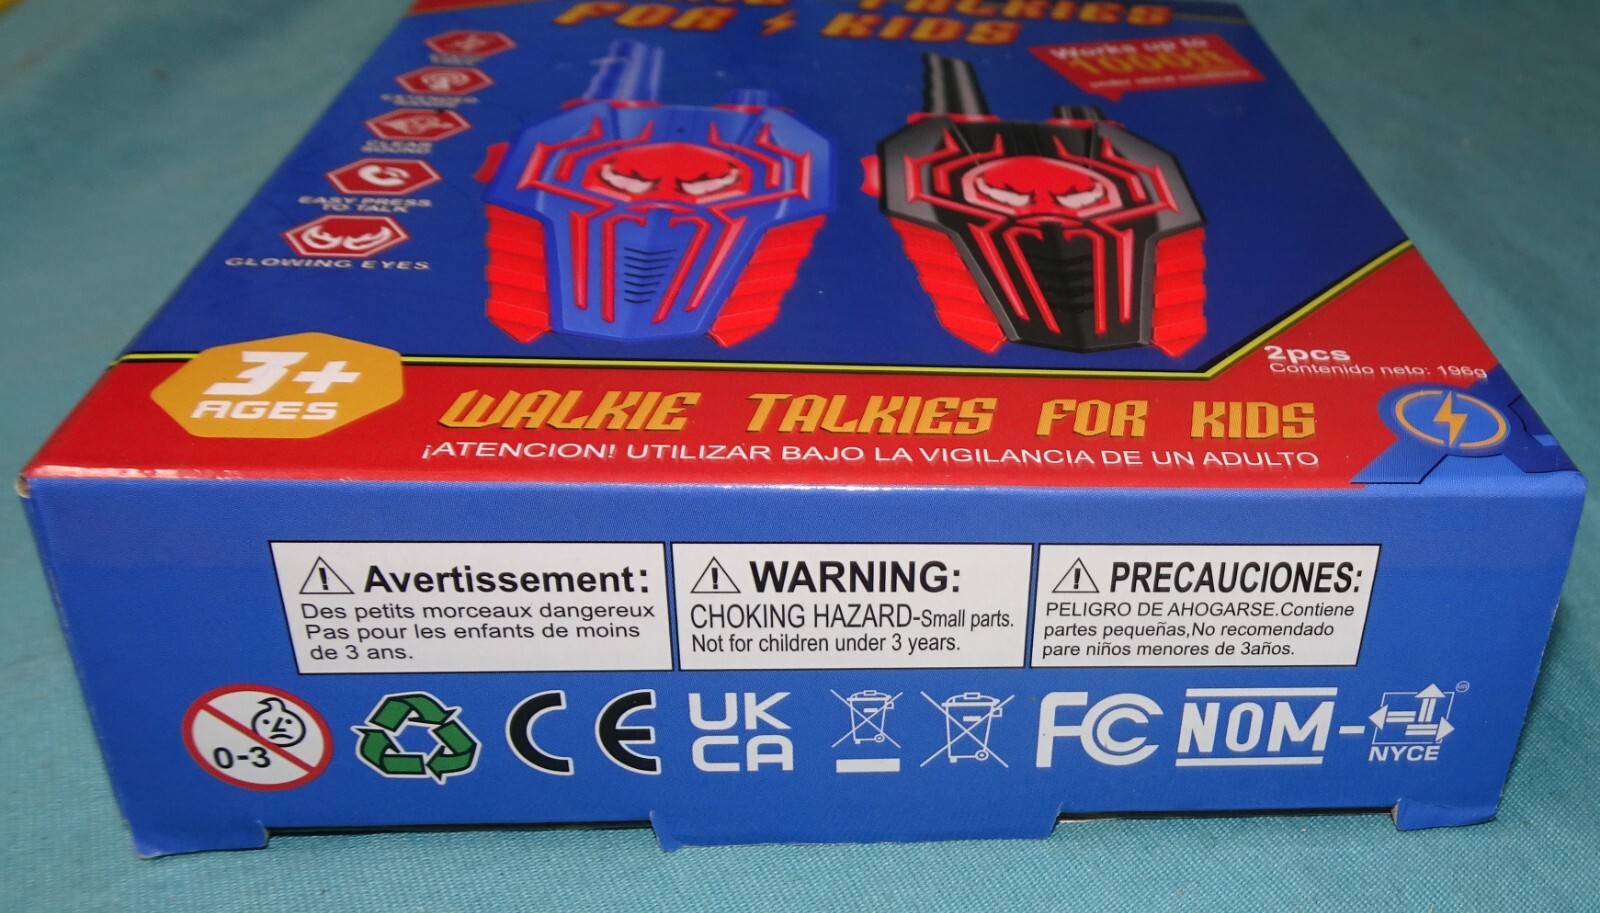 TALKIES
FOR KIDS
Works up to
1000ft
EASY PRESS
TO TALK
GLOWING EYES
CLEAR
SOUND
3+
AGES
2pcs
Contenido neto: 196g
WALKIE TALKIES FOR KIDS
¡ATENCION! UTILIZAR BAJO LA VIGILANCIA DE UN ADULTO
Avertissement:
Des petits morceaux dangereux
Pas pour les enfants de moins
de 3 ans.
WARNING:
CHOKING HAZARD-Small parts.
Not for children under 3 years.
PRECAUCIONES:
PELIGRO DE AHOGARSE.Contiene
partes pequeñas,No recomendado
pare niños menores de 3años.
0-3
CE
UK
CA
FC
NOM-
NYCE